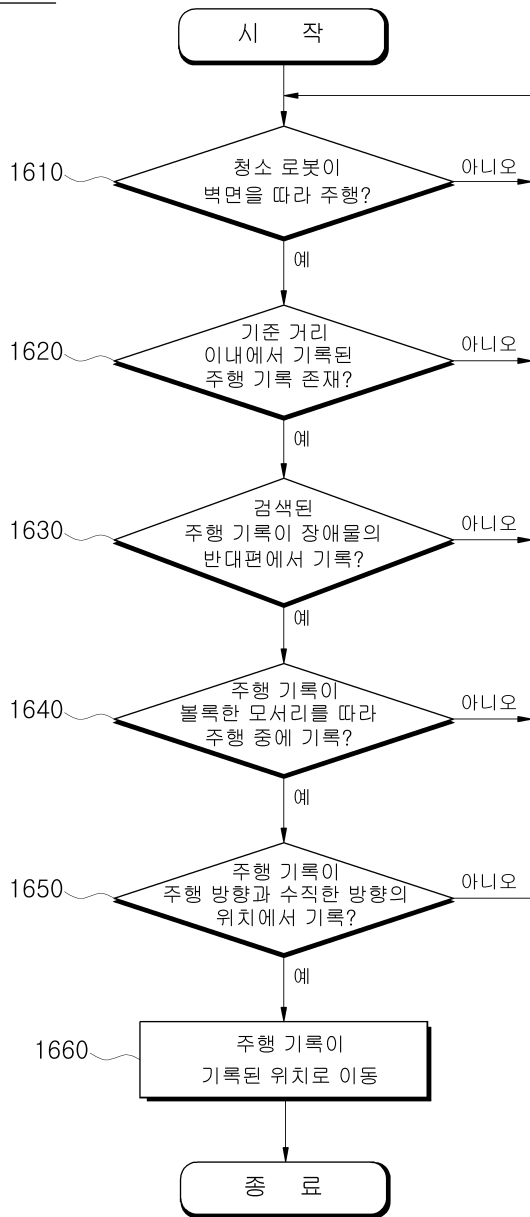 시 작
1610
청소 로봇이
벽면을 따라 주행?
아니오
예
1620
기준 거리
이내에서 기록된
주행 기록 존재?
아니오
예
1630
검색된
주행 기록이 장애물의
반대편에서 기록?
아니오
예
1640
주행 기록이
볼록한 모서리를 따라
주행 중에 기록?
아니오
예
1650
주행 기록이
주행 방향과 수직한 방향의
위치에서 기록?
아니오
예
1660
주행 기록이
기록된 위치로 이동
종 료